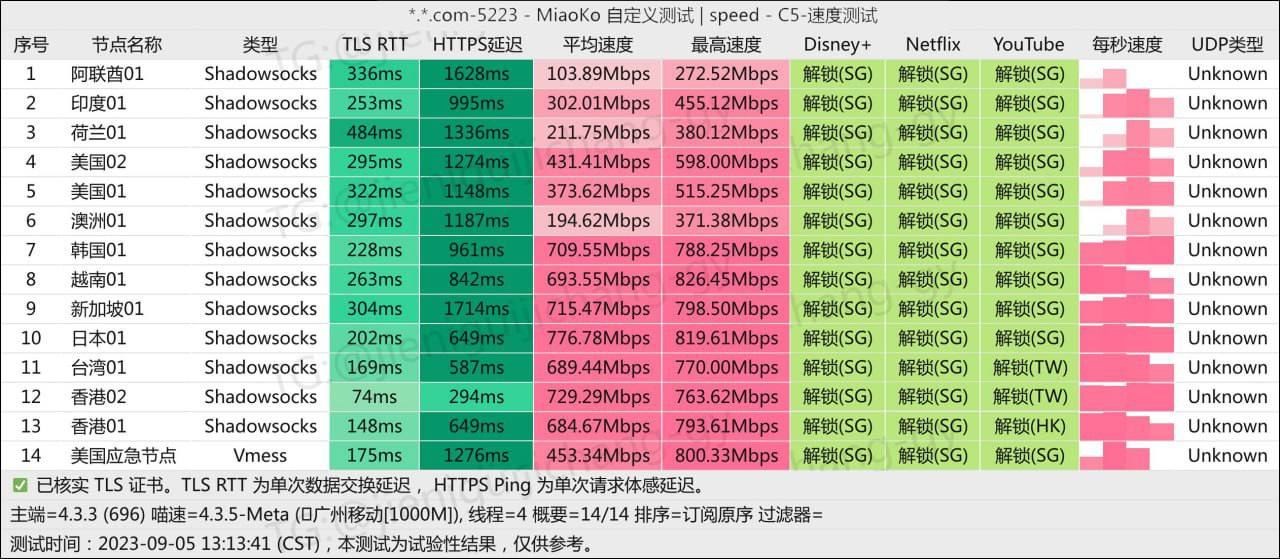 *.*.com-5223 - MiaoKo 自定义测试 | speed - C5-速度测试
序号 节点名称 类型 TLS RTT HTTPS延迟 平均速度 最高速度 Disney+ Netflix YouTube 每秒速度 UDP类型
1 阿联酋01 Shadowsocks 336ms 1628ms 103.89Mbps 272.52Mbps 解锁(SG) 解锁(SG) 解锁(SG) Unknown
2 印度01 Shadowsocks 253ms 995ms 302.01Mbps 455.12Mbps 解锁(SG) 解锁(SG) 解锁(SG) Unknown
3 荷兰01 Shadowsocks 484ms 1336ms 211.75Mbps 380.12Mbps 解锁(SG) 解锁(SG) 解锁(SG) Unknown
4 美国02 Shadowsocks 295ms 1274ms 431.41Mbps 598.00Mbps 解锁(SG) 解锁(SG) 解锁(SG) Unknown
5 美国01 Shadowsocks 322ms 1148ms 373.62Mbps 515.25Mbps 解锁(SG) 解锁(SG) 解锁(SG) Unknown
6 澳洲01 Shadowsocks 297ms 1187ms 194.62Mbps 371.38Mbps 解锁(SG) 解锁(SG) 解锁(SG) Unknown
7 韩国01 Shadowsocks 228ms 961ms 709.55Mbps 788.25Mbps 解锁(SG) 解锁(SG) 解锁(SG) Unknown
8 越南01 Shadowsocks 263ms 842ms 693.55Mbps 826.45Mbps 解锁(SG) 解锁(SG) 解锁(SG) Unknown
9 新加坡01 Shadowsocks 304ms 1714ms 715.47Mbps 798.50Mbps 解锁(SG) 解锁(SG) 解锁(SG) Unknown
10 日本01 Shadowsocks 202ms 649ms 776.78Mbps 819.61Mbps 解锁(SG) 解锁(SG) 解锁(SG) Unknown
11 台湾01 Shadowsocks 169ms 587ms 689.44Mbps 770.00Mbps 解锁(SG) 解锁(SG) 解锁(TW) Unknown
12 香港02 Shadowsocks 74ms 294ms 729.29Mbps 763.62Mbps 解锁(SG) 解锁(SG) 解锁(TW) Unknown
13 香港01 Shadowsocks 148ms 649ms 684.67Mbps 793.61Mbps 解锁(SG) 解锁(SG) 解锁(HK) Unknown
14 美国应急节点 Vmess 175ms 1276ms 453.34Mbps 800.33Mbps 解锁(SG) 解锁(SG) 解锁(SG) Unknown
✅ 已核实 TLS 证书。TLS RTT 为单次数据交换延迟，HTTPS Ping 为单次请求体感延迟。
主端=4.3.3 (696) 喵速=4.3.5-Meta (广州移动[1000M]), 线程=4 概要=14/14 排序=订阅原序 过滤器=
测试时间：2023-09-05 13:13:41 (CST)，本测试为试验性结果，仅供参考。